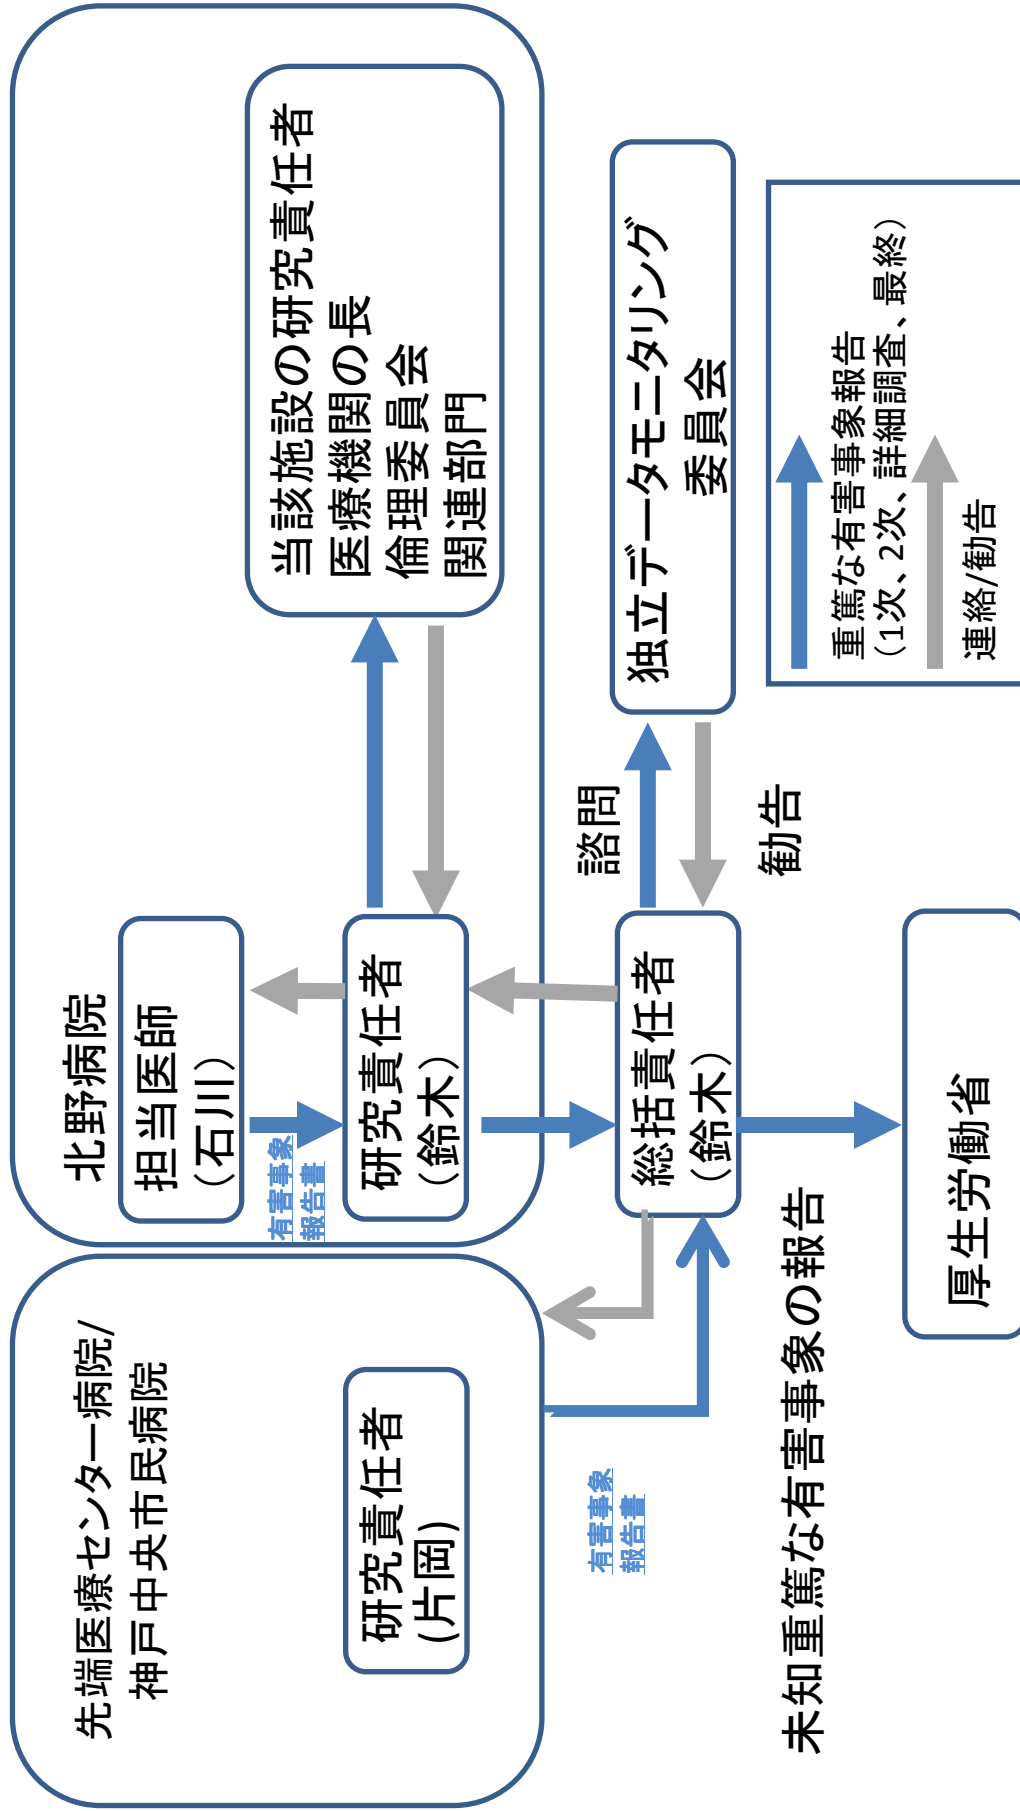 先端医療センター病院/
神戸中央市民病院
研究責任者
(片岡)
北野病院
担当医師
（石川）
有害事象
報告書
研究責任者
（鈴木）
当該施設の研究責任者
医療機関の長
倫理委員会
関連部門
有害事象
報告書
総括責任者
（鈴木）
諮問
勧告
独立データモニタリング
委員会
未知重篤な有害事象の報告
厚生労働省
重篤な有害事象報告
（1次、2次、詳細調査、最終）
連絡/勧告